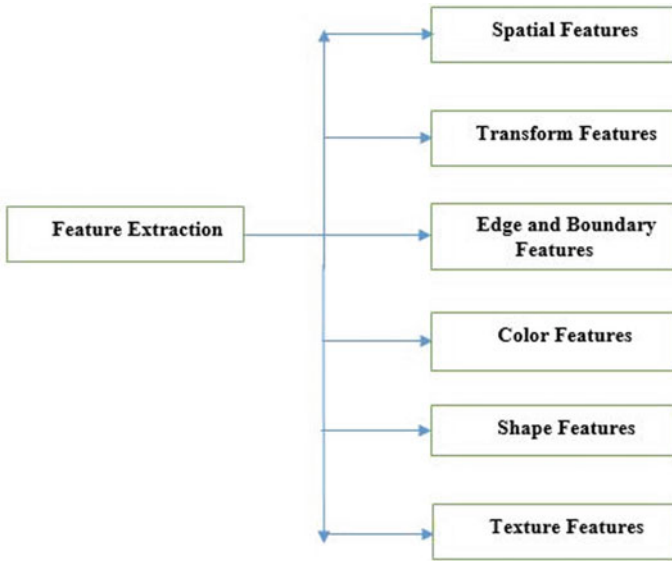 Spatial Features
Transform Features
Feature Extraction
Edge and Boundary
Features
Color Features
Shape Features
Texture Features